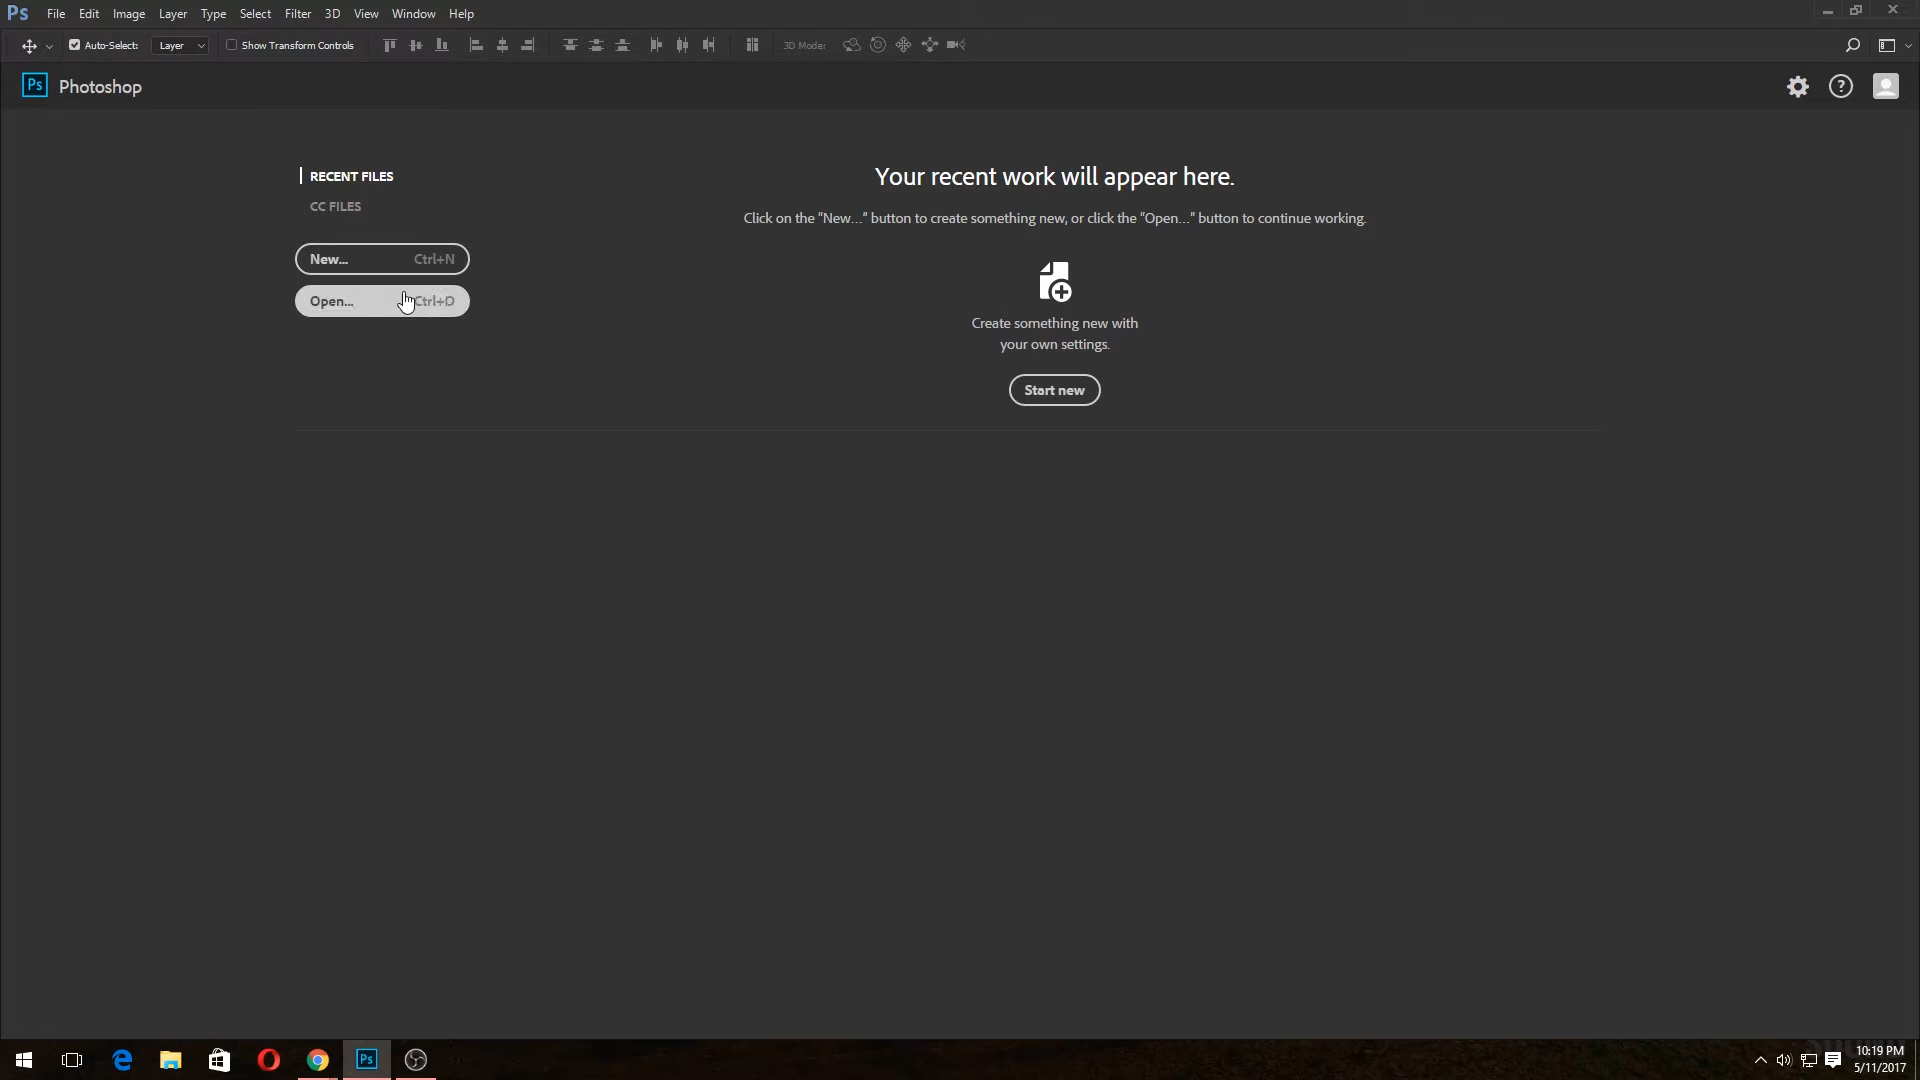 Ps File Edit Image Layer Type Select Filter 3D View Window Help
Auto-Select: Layer Show Transform Controls 3D Mode:
Ps Photoshop
RECENT FILES
CC FILES
New... Ctrl+N
Open... Ctrl+O
Your recent work will appear here.
Click on the "New..." button to create something new, or click the "Open..." button to continue working.
Create something new with
your own settings.
Start new
Ps
10:19 PM
5/11/2017